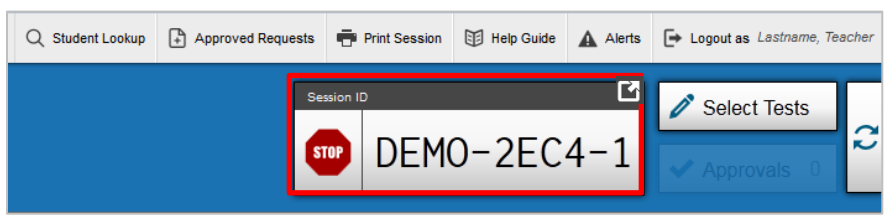 Student Lookup Approved Requests Print Session Help Guide Alerts Logout as Lastname, Teacher
Session ID
STOP DEMO-2EC4-1
Select Tests
Approvals 0